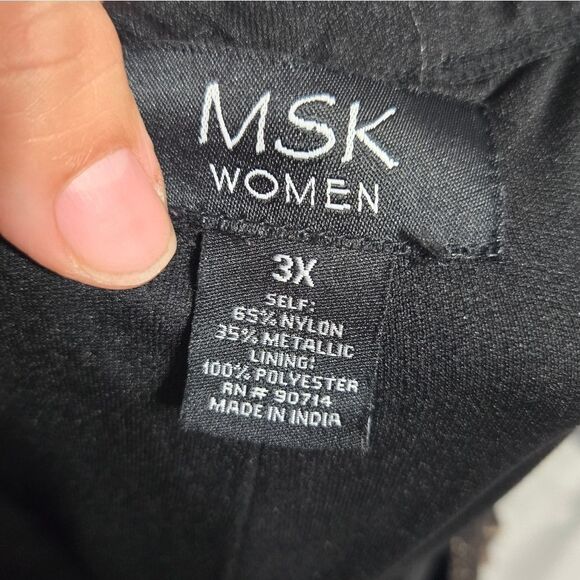 MSK
WOMEN
3X
SELF:
65% NYLON
35% METALLIC
LINING:
100% POLYESTER
RN # 90714
MADE IN INDIA